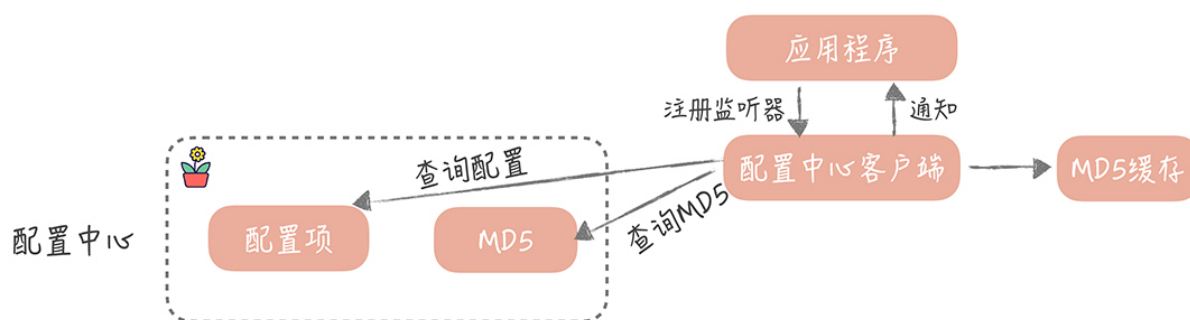 应用程序
注册监听器
通知
查询配置
配置中心客户端
MD5缓存
查询MD5
配置中心
配置项
MD5